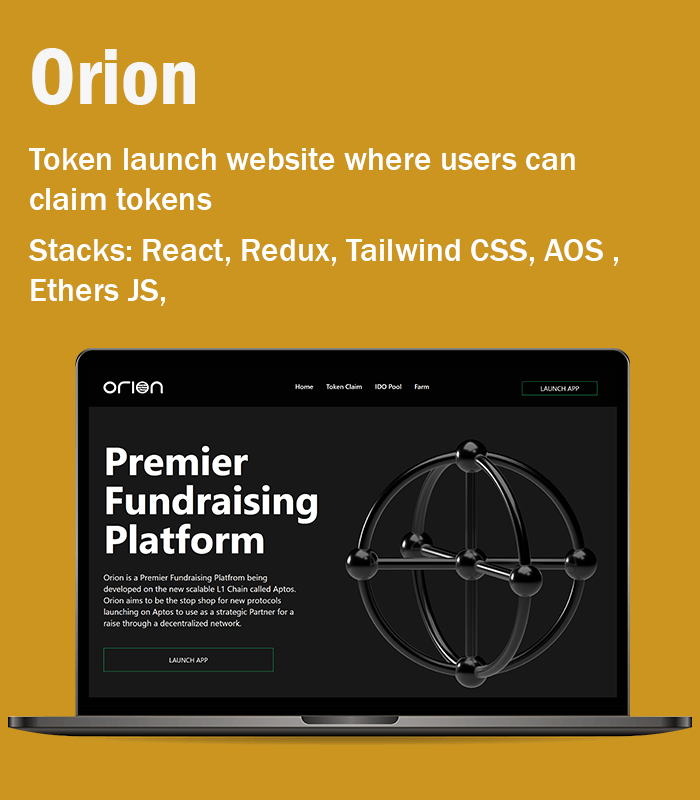 Orion
Token launch website where users can
claim tokens
Stacks: React, Redux, Tailwind CSS, AOS ,
Ethers JS,
orion
Home Token Claim IDO Pool Farm
LAUNCH APP
Premier
Fundraising
Platform
Orion is a Premier Fundraising Platfrom being
developed on the new scalable L1 Chain called Aptos.
Orion aims to be the stop shop for new protocols
launching on Aptos to use as a strategic Partner for a
raise through a decentralized network.
LAUNCH APP